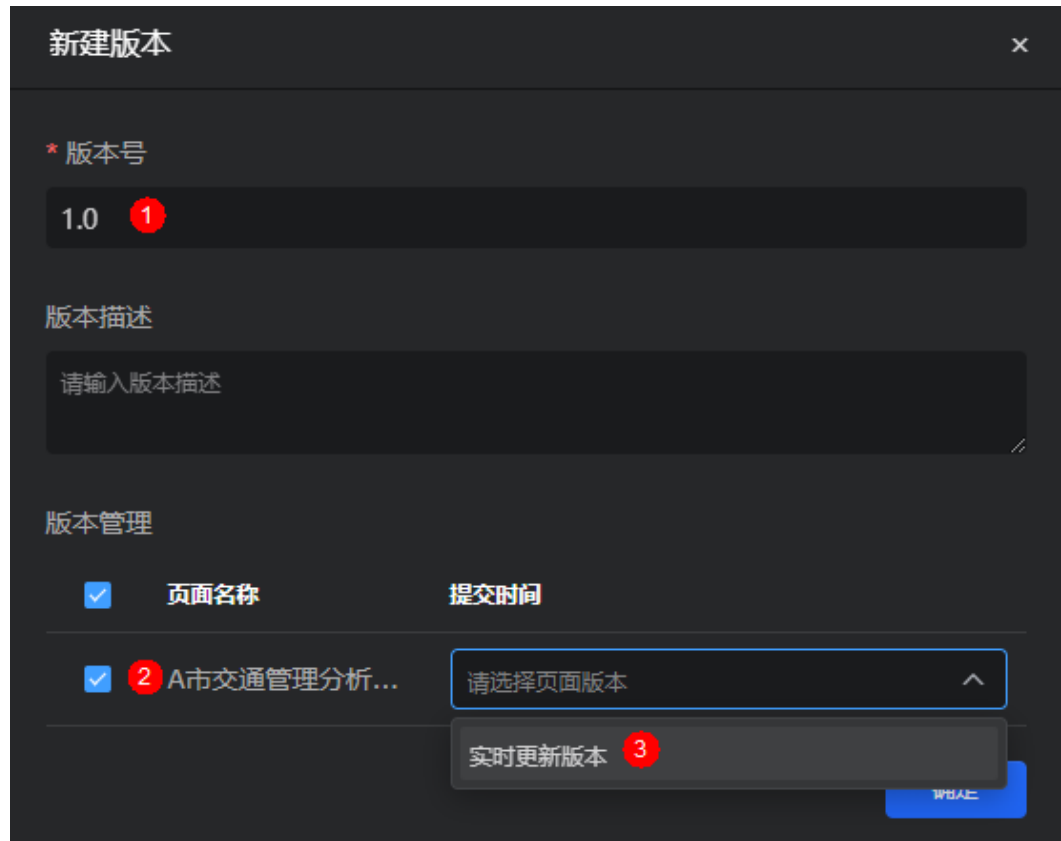 新建版本
×
* 版本号
1.0 1
版本描述
请输入版本描述
版本管理
页面名称 提交时间
2 A市交通管理分析... 请选择页面版本
实时更新版本 3
确定